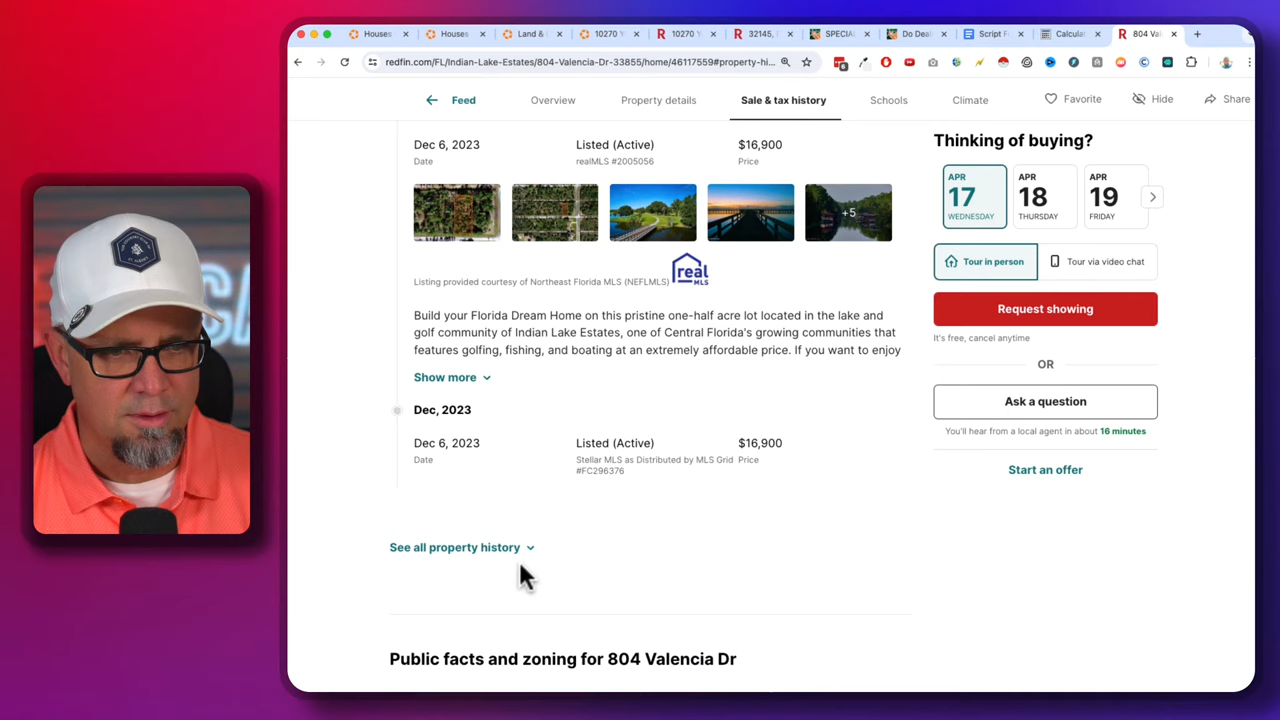 Houses
Houses
Land &
10270 Y
10270 Y
32145,
SPECIAL
Do Deal
Script F
Calculat
804 Val
redfin.com/FL/Indian-Lake-Estates/804-Valencia-Dr-33855/home/46117559#property-hi...
Feed
Overview
Property details
Sale & tax history
Schools
Climate
Favorite
Hide
Share
Dec 6, 2023
Listed (Active)
$16,900
Date
realMLS #2005056
Price
+5
Listing provided courtesy of Northeast Florida MLS (NEFLMLS)
real
MLS
Build your Florida Dream Home on this pristine one-half acre lot located in the lake and
golf community of Indian Lake Estates, one of Central Florida's growing communities that
features golfing, fishing, and boating at an extremely affordable price. If you want to enjoy
Show more
Dec, 2023
Dec 6, 2023
Listed (Active)
$16,900
Date
Stellar MLS as Distributed by MLS Grid
#FC296376
Price
See all property history
Public facts and zoning for 804 Valencia Dr
Thinking of buying?
APR
17
WEDNESDAY
APR
18
THURSDAY
APR
19
FRIDAY
Tour in person
Tour via video chat
Request showing
It's free, cancel anytime
OR
Ask a question
You'll hear from a local agent in about 16 minutes
Start an offer